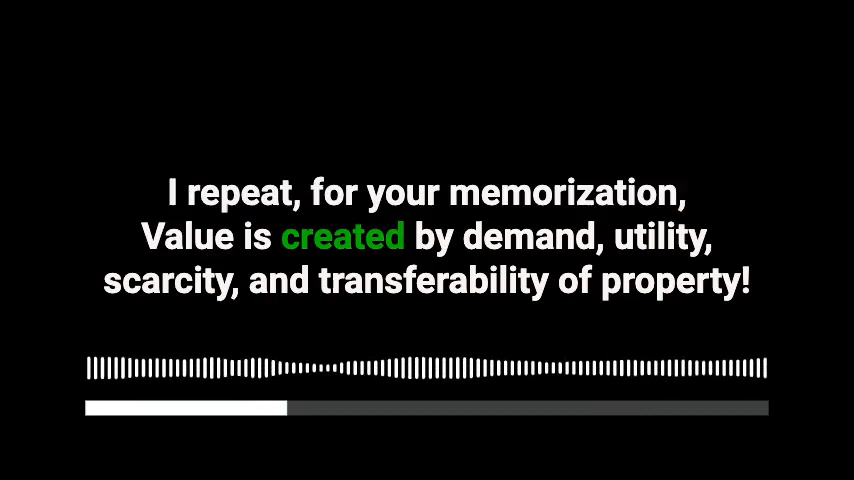 I repeat, for your memorization,
Value is created by demand, utility,
scarcity, and transferability of property!